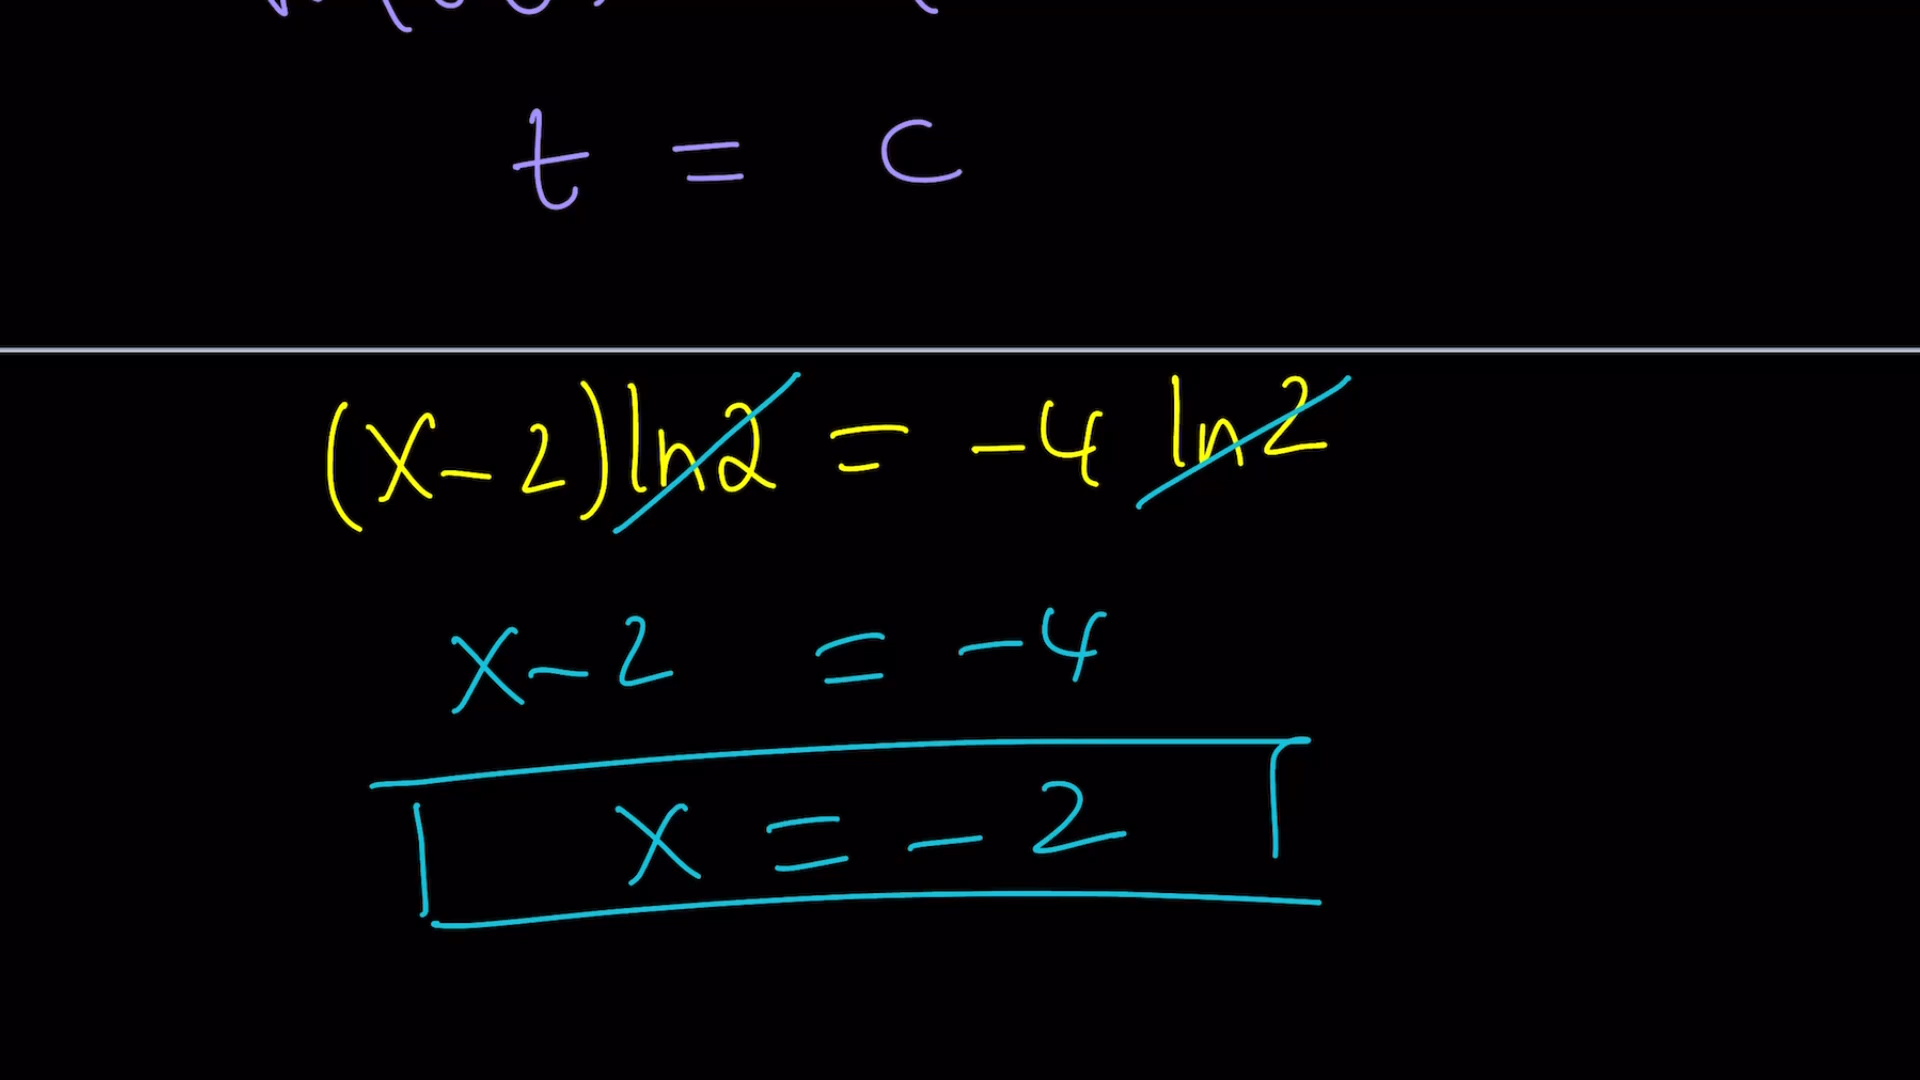 t = c
(x-2)ln2 = -4 ln2
x-2 = -4
x = -2